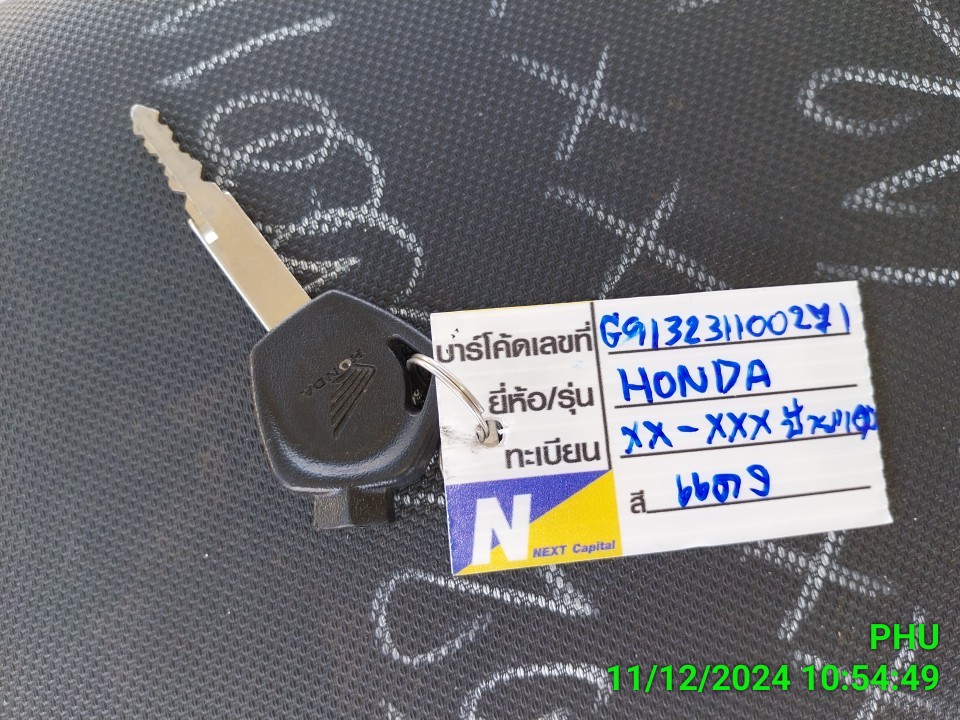 HONDA
บาร์โค้ดเลขที่ G913231100271
ยี่ห้อ/รุ่น HONDA
ทะเบียน XX-XXX
สี แดง
N
NEXT Capital
PHU
11/12/2024 10:54:49